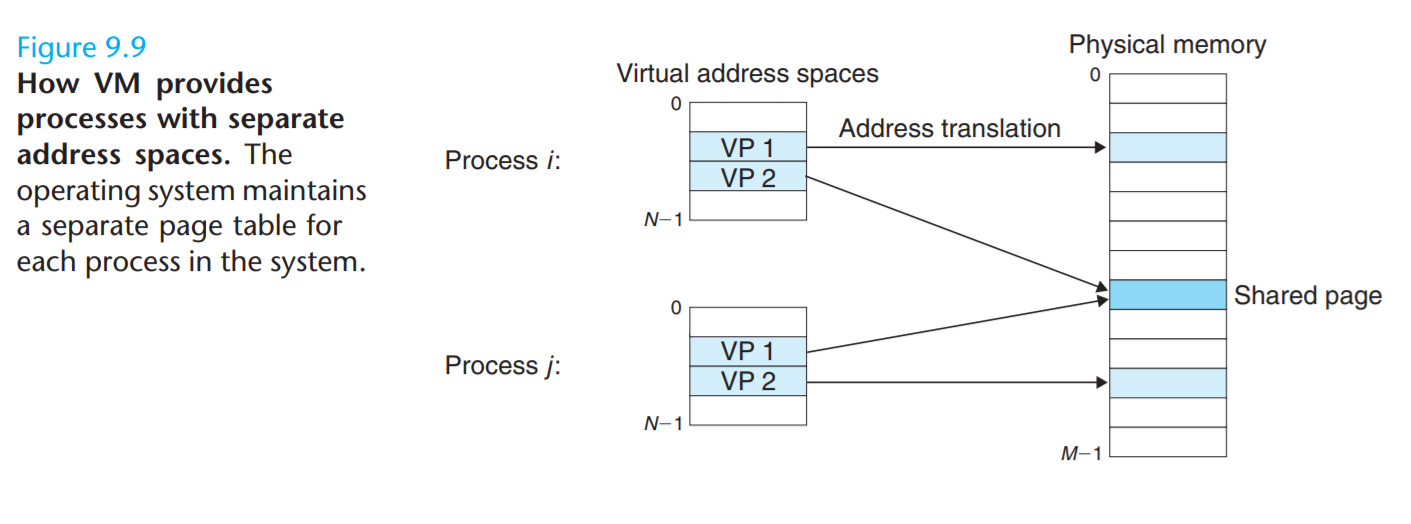 Figure 9.9
How VM provides
processes with separate
address spaces. The
operating system maintains
a separate page table for
each process in the system.
Virtual address spaces
Physical memory
0
0
Address translation
Process i:
VP 1
VP 2
N–1
Shared page
0
Process j:
VP 1
VP 2
N–1
M–1